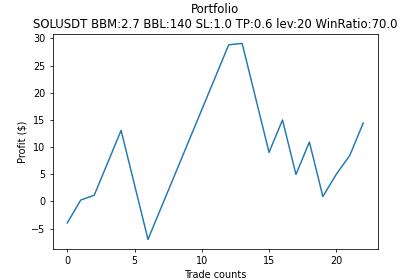 Portfolio
SOLUSDT BBM:2.7 BBL:140 SL:1.0 TP:0.6 lev:20 WinRatio:70.0
30
25
20
15
10
5
0
−5
Profit ($)
0 5 10 15 20
Trade counts